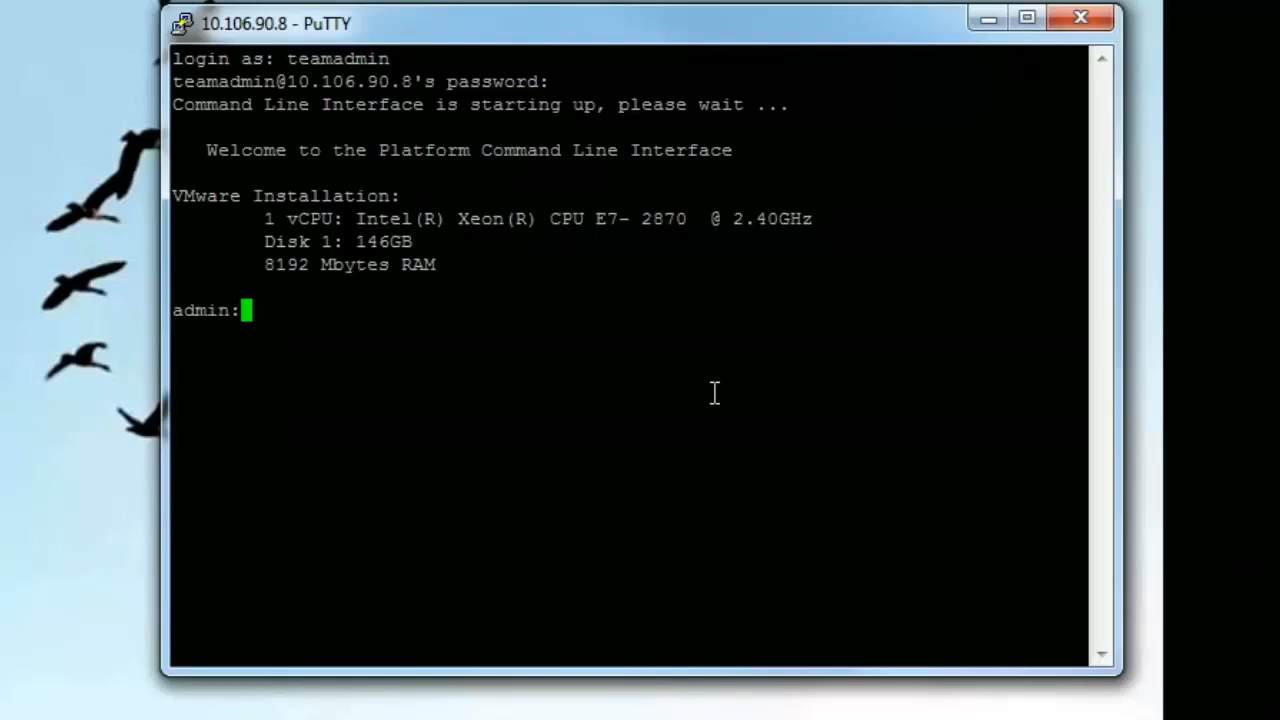 10.106.90.8 - PuTTY
login as: teamadmin
teamadmin@10.106.90.8's password:
Command Line Interface is starting up, please wait ...
Welcome to the Platform Command Line Interface
VMware Installation:
1 vCPU: Intel(R) Xeon(R) CPU E7- 2870  @ 2.40GHz
Disk 1: 146GB
8192 Mbytes RAM
admin: